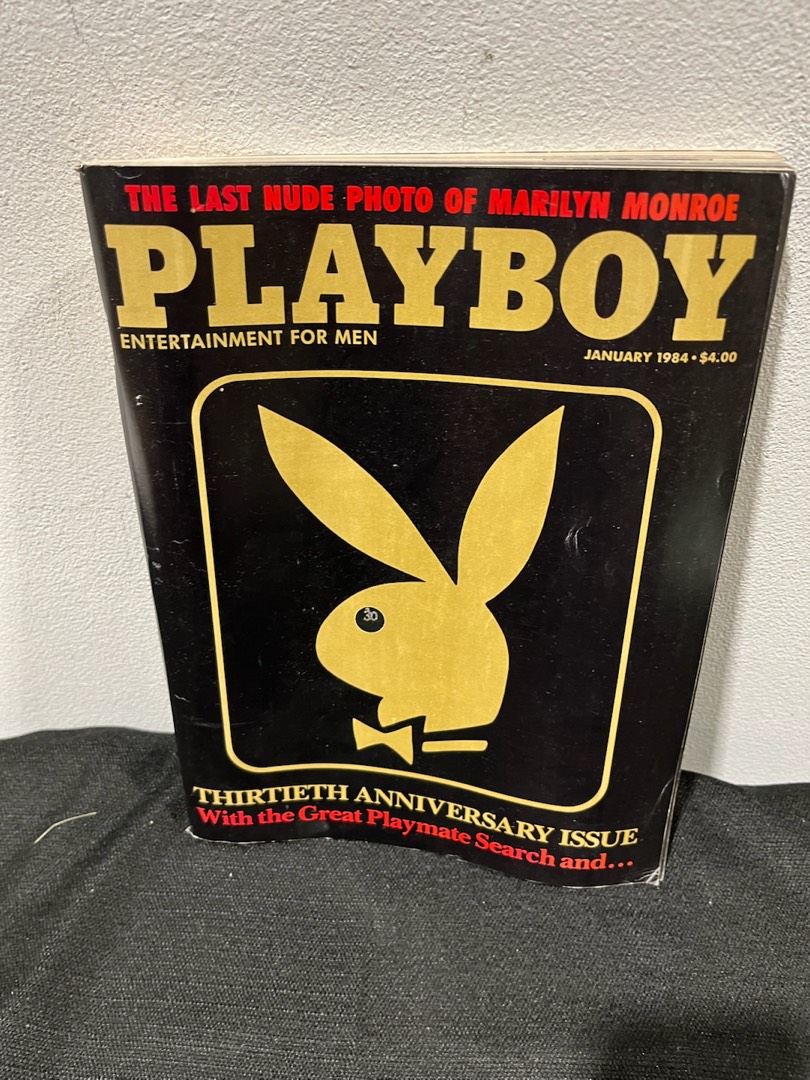 THE LAST NUDE PHOTO OF MARILYN MONROE
PLAYBOY
ENTERTAINMENT FOR MEN
JANUARY 1984 • $4.00
30
THIRTIETH ANNIVERSARY ISSUE
With the Great Playmate Search and...